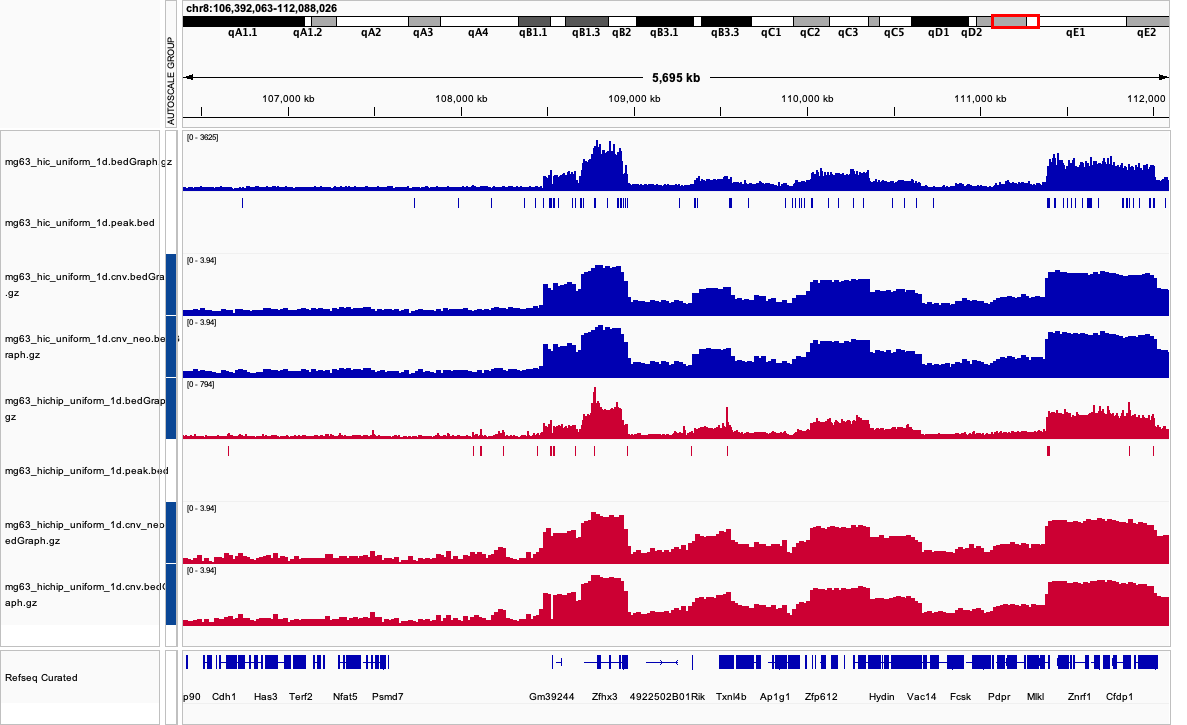 chr8:106,392,063-112,088,026
qA1.1 qA1.2 qA2 qA3 qA4 qB1.1 qB1.3 qB2 qB3.1 qB3.3 qC1 qC2 qC3 qC5 qD1 qD2 qE1 qE2
AUTOSCALE GROUP
5,695 kb
107,000 kb 108,000 kb 109,000 kb 110,000 kb 111,000 kb 112,000
[0 - 3625]
mg63_hic_uniform_1d.bedGraph.gz
mg63_hic_uniform_1d.peak.bed
[0 - 3.94]
mg63_hic_uniform_1d.cnv.bedGra
.gz
[0 - 3.94]
mg63_hic_uniform_1d.cnv_neo.be
raph.gz
[0 - 794]
mg63_hichip_uniform_1d.bedGrap
gz
mg63_hichip_uniform_1d.peak.bed
[0 - 3.94]
mg63_hichip_uniform_1d.cnv_neo
edGraph.gz
[0 - 3.94]
mg63_hichip_uniform_1d.cnv.bed
aph.gz
Refseq Curated
p90 Cdh1 Has3 Terf2 Nfat5 Psmd7 Gm39244 Zfhx3 4922502B01Rik Txnl4b Ap1g1 Zfp612 Hydin Vac14 Fcsk Pdpr Mlkl Znrf1 Cfdp1